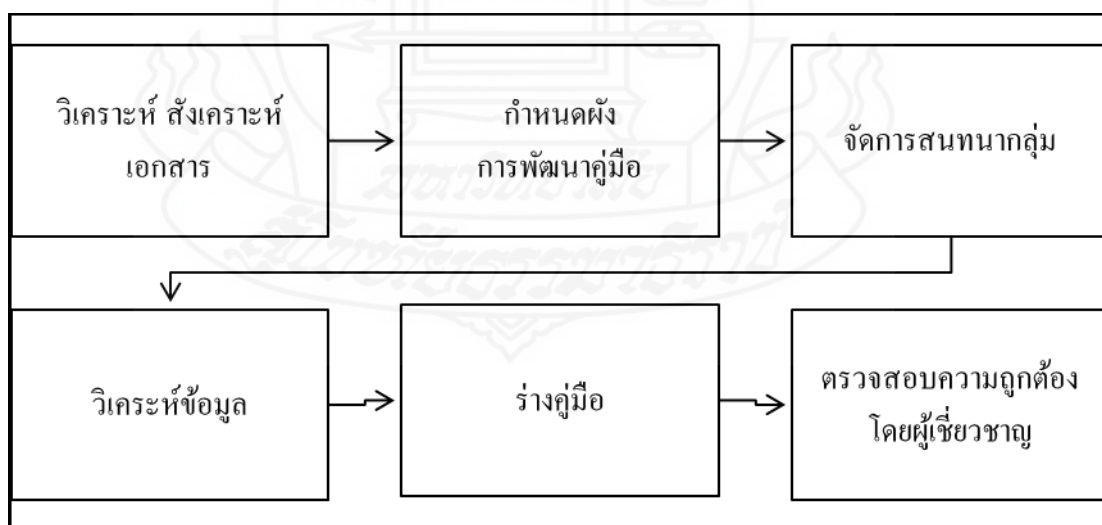 วิเคราะห์ สังเคราะห์
เอกสาร
กำหนดผัง
การพัฒนาคู่มือ
จัดการสนทนากลุ่ม
วิเคระห์ข้อมูล
ร่างคู่มือ
ตรวจสอบความถูกต้อง
โดยผู้เชี่ยวชาญ